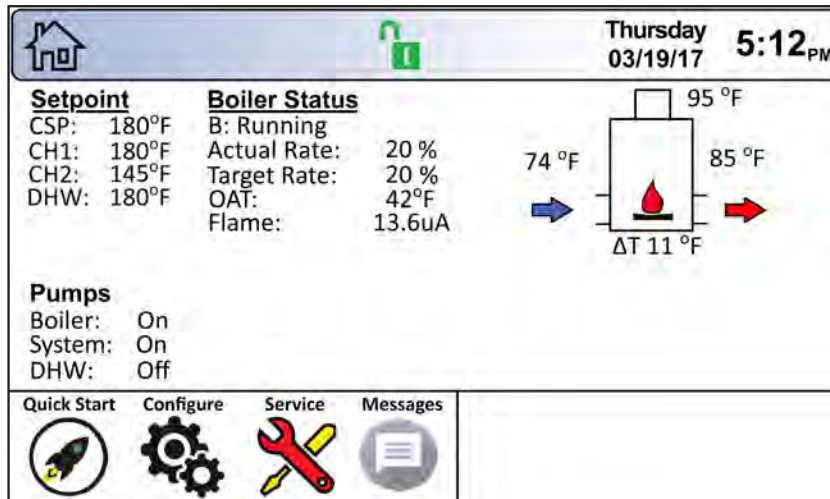 Thursday
03/19/17
5:12 PM
Setpoint
CSP: 180°F
CH1: 180°F
CH2: 145°F
DHW: 180°F
Boiler Status
B: Running
Actual Rate: 20 %
Target Rate: 20 %
OAT: 42°F
Flame: 13.6uA
95 °F
74 °F
85 °F
ΔT 11 °F
Pumps
Boiler: On
System: On
DHW: Off
Quick Start
Configure
Service
Messages